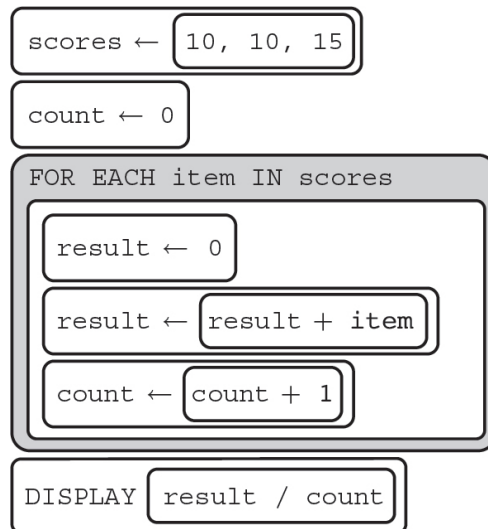 scores ← 10, 10, 15
count ← 0
FOR EACH item IN scores
result ← 0
result ← result + item
count ← count + 1
DISPLAY result / count